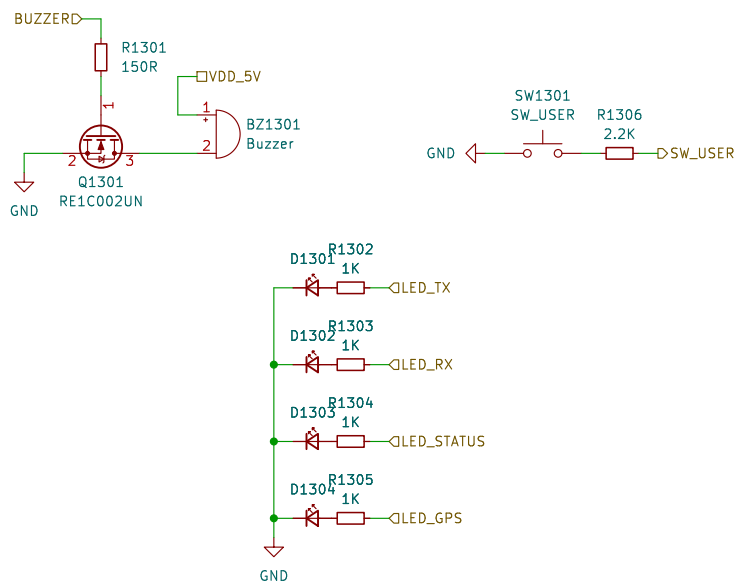 BUZZER
R1301
150R
VDD_5V
1
1
+
BZ1301
Buzzer
2
2
3
Q1301
RE1C002UN
GND
SW1301
SW_USER
R1306
2.2K
GND
SW_USER
D1301
R1302
1K
LED_TX
D1302
R1303
1K
LED_RX
D1303
R1304
1K
LED_STATUS
D1304
R1305
1K
LED_GPS
GND